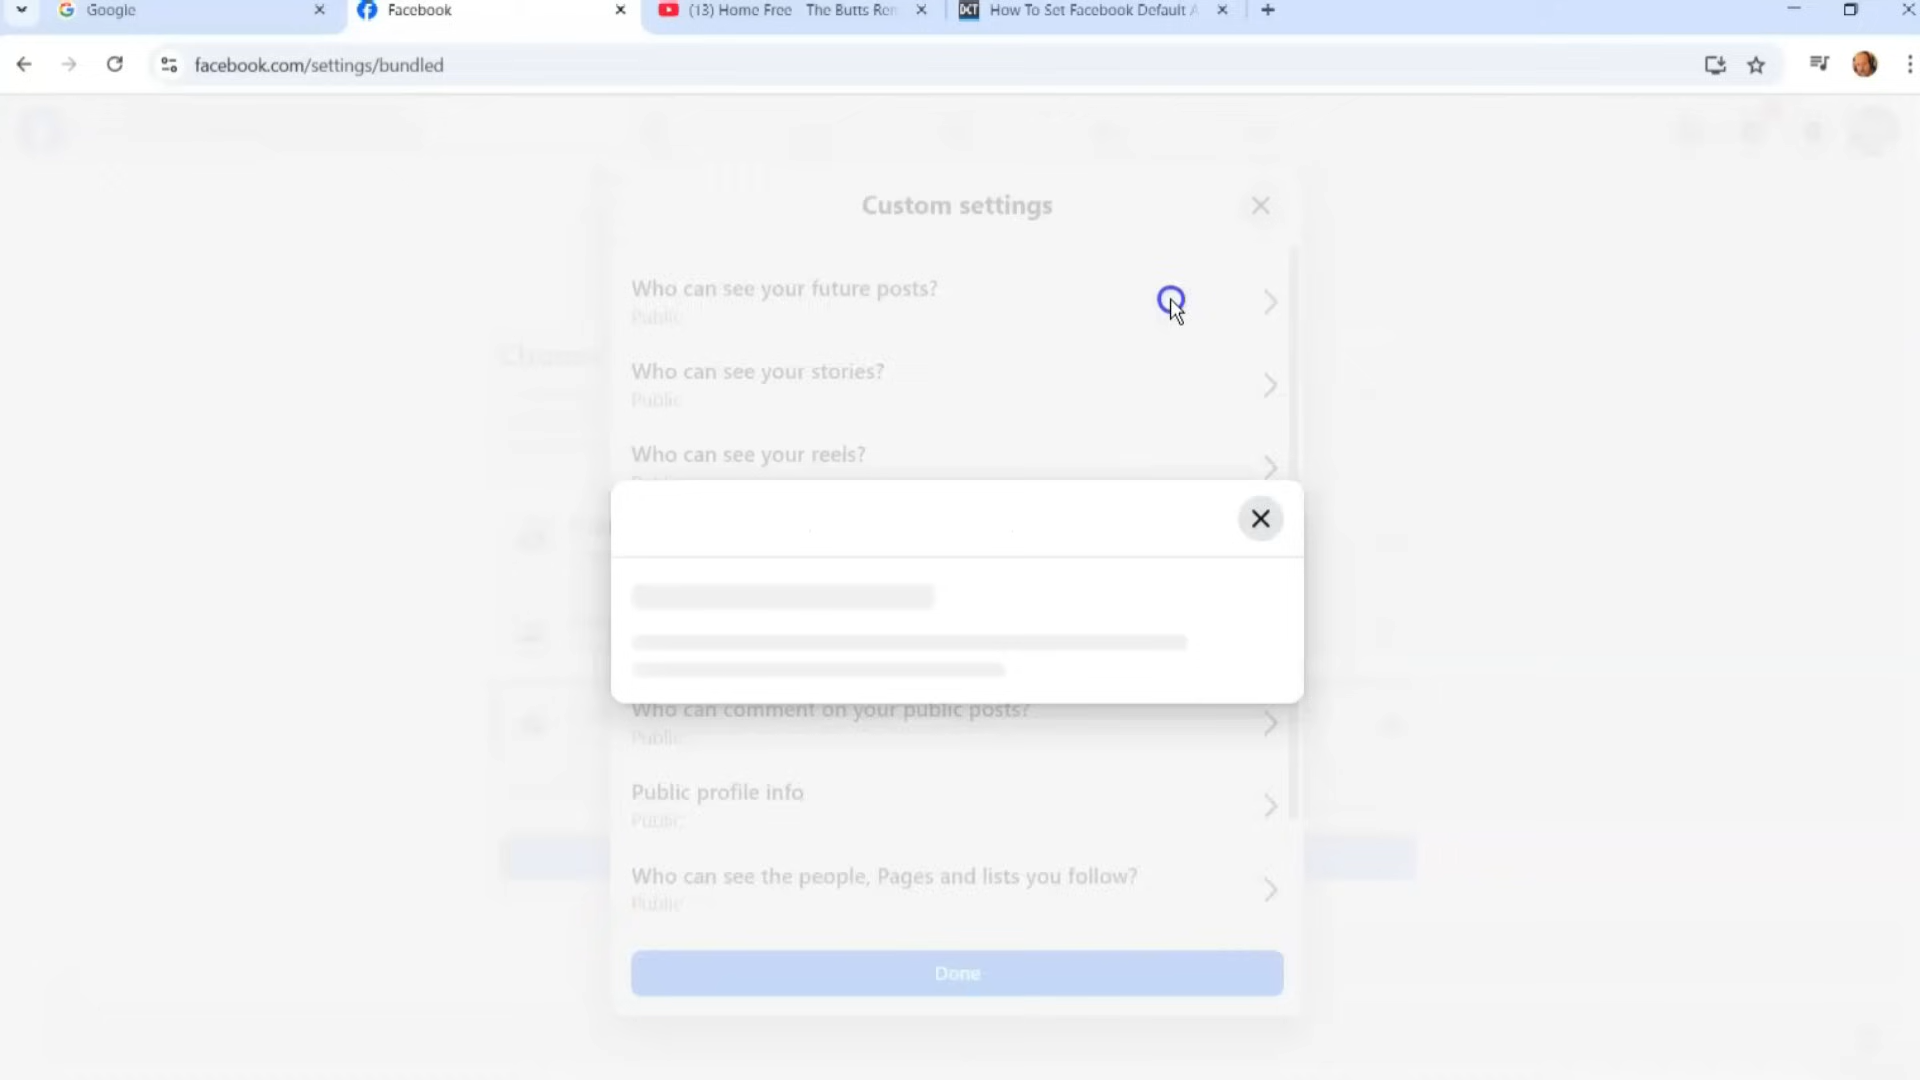 Google
Facebook
(13) Home Free The Butts Ren
How To Set Facebook Default A
facebook.com/settings/bundled
Custom settings
Who can see your future posts?
Public
Who can see your stories?
Public
Who can see your reels?
Who can comment on your public posts?
Public
Public profile info
Public
Who can see the people, Pages and lists you follow?
Public
Done